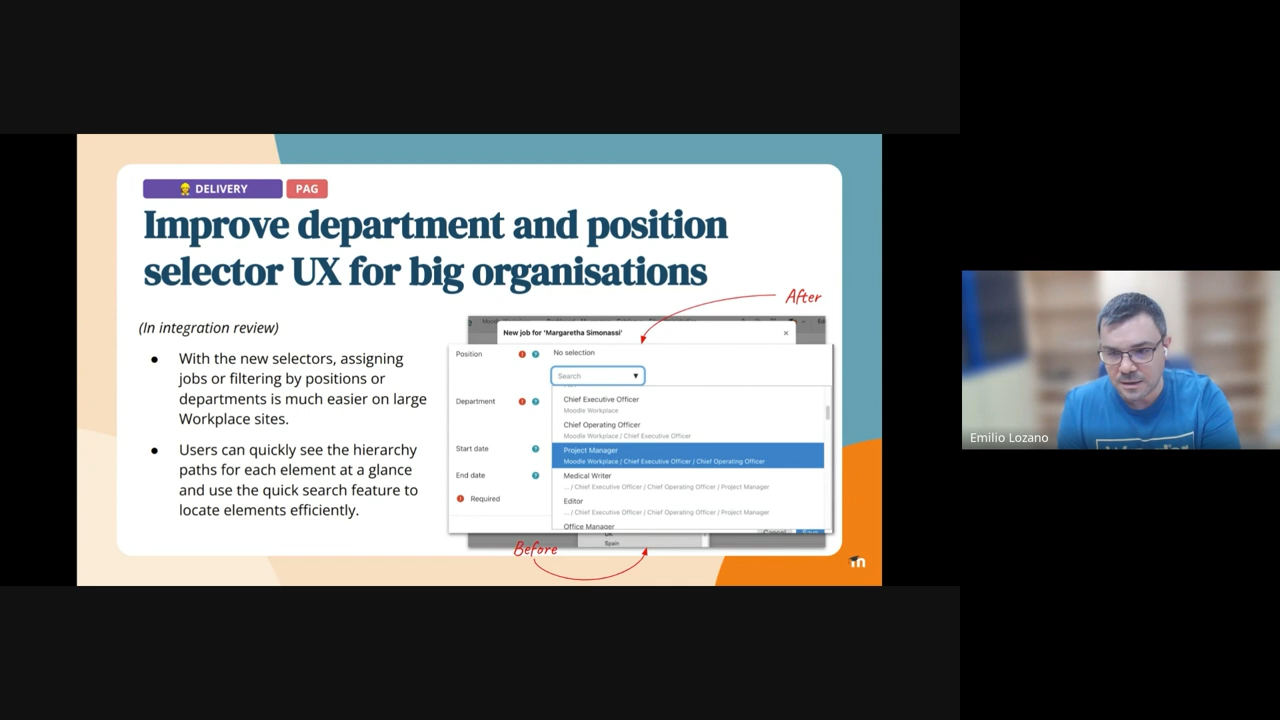 DELIVERY PAG
Improve department and position
selector UX for big organisations
(In integration review)
With the new selectors, assigning
jobs or filtering by positions or
departments is much easier on large
Workplace sites.
Users can quickly see the hierarchy
paths for each element at a glance
and use the quick search feature to
locate elements efficiently.
After
New job for 'Margaretha Simonassi'
Position
No selection
Search
Department
Chief Executive Officer
Moodle Workplace
Chief Operating Officer
Moodle Workplace / Chief Executive Officer
Start date
Project Manager
Moodle Workplace / Chief Executive Officer / Chief Operating Officer
End date
Medical Writer
... / Chief Executive Officer / Chief Operating Officer / Project Manager
Required
Editor
... / Chief Executive Officer / Chief Operating Officer / Project Manager
Office Manager
Cancel
UK
Spain
Before
Emilio Lozano